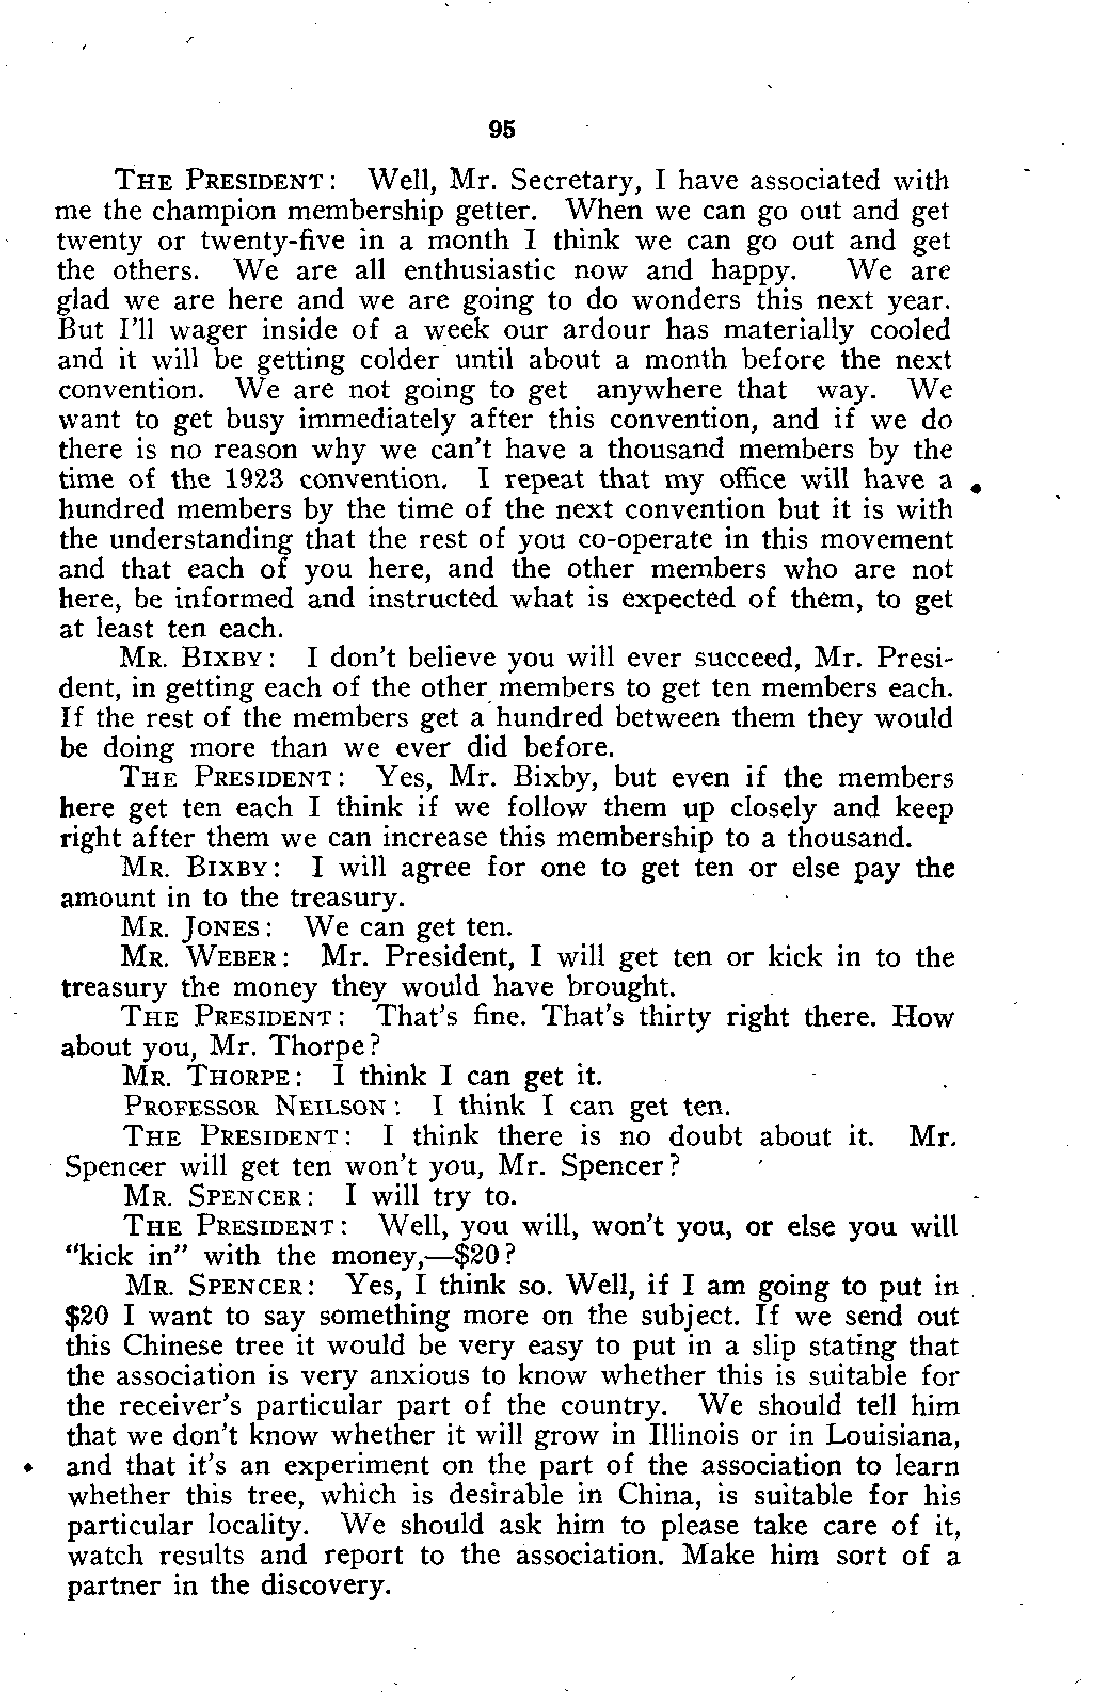 95
THE PRESIDENT: Well, Mr. Secretary, I have associated with
me the champion membership getter. When we can go out and get
twenty or twenty-five in a month I think we can go out and get
the others. We are all enthusiastic now and happy. We are
glad we are here and we are going to do wonders this next year.
But I'll wager inside of a week our ardour has materially cooled
and it will be getting colder until about a month before the next
convention. We are not going to get anywhere that way. We
want to get busy immediately after this convention, and if we do
there is no reason why we can't have a thousand members by the
time of the 1923 convention. I repeat that my office will have a
hundred members by the time of the next convention but it is with
the understanding that the rest of you co-operate in this movement
and that each of you here, and the other members who are not
here, be informed and instructed what is expected of them, to get
at least ten each.
MR. BIXBY: I don't believe you will ever succeed, Mr. Presi-
dent, in getting each of the other members to get ten members each.
If the rest of the members get a hundred between them they would
be doing more than we ever did before.
THE PRESIDENT: Yes, Mr. Bixby, but even if the members
here get ten each I think if we follow them up closely and keep
right after them we can increase this membership to a thousand.
MR. BIXBY: I will agree for one to get ten or else pay the
amount in to the treasury.
MR. JONES: We can get ten.
MR. WEBER: Mr. President, I will get ten or kick in to the
treasury the money they would have brought.
THE PRESIDENT: That's fine. That's thirty right there. How
about you, Mr. Thorpe?
MR. THORPE: I think I can get it.
PROFESSOR NEILSON: I think I can get ten.
THE PRESIDENT: I think there is no doubt about it. Mr.
Spencer will get ten won't you, Mr. Spencer?
MR. SPENCER: I will try to.
THE PRESIDENT: Well, you will, won't you, or else you will
"kick in" with the money,—$20?
MR. SPENCER: Yes, I think so. Well, if I am going to put in
$20 I want to say something more on the subject. If we send out
this Chinese tree it would be very easy to put in a slip stating that
the association is very anxious to know whether this is suitable for
the receiver's particular part of the country. We should tell him
that we don't know whether it will grow in Illinois or in Louisiana,
and that it's an experiment on the part of the association to learn
whether this tree, which is desirable in China, is suitable for his
particular locality. We should ask him to please take care of it,
watch results and report to the association. Make him sort of a
partner in the discovery.